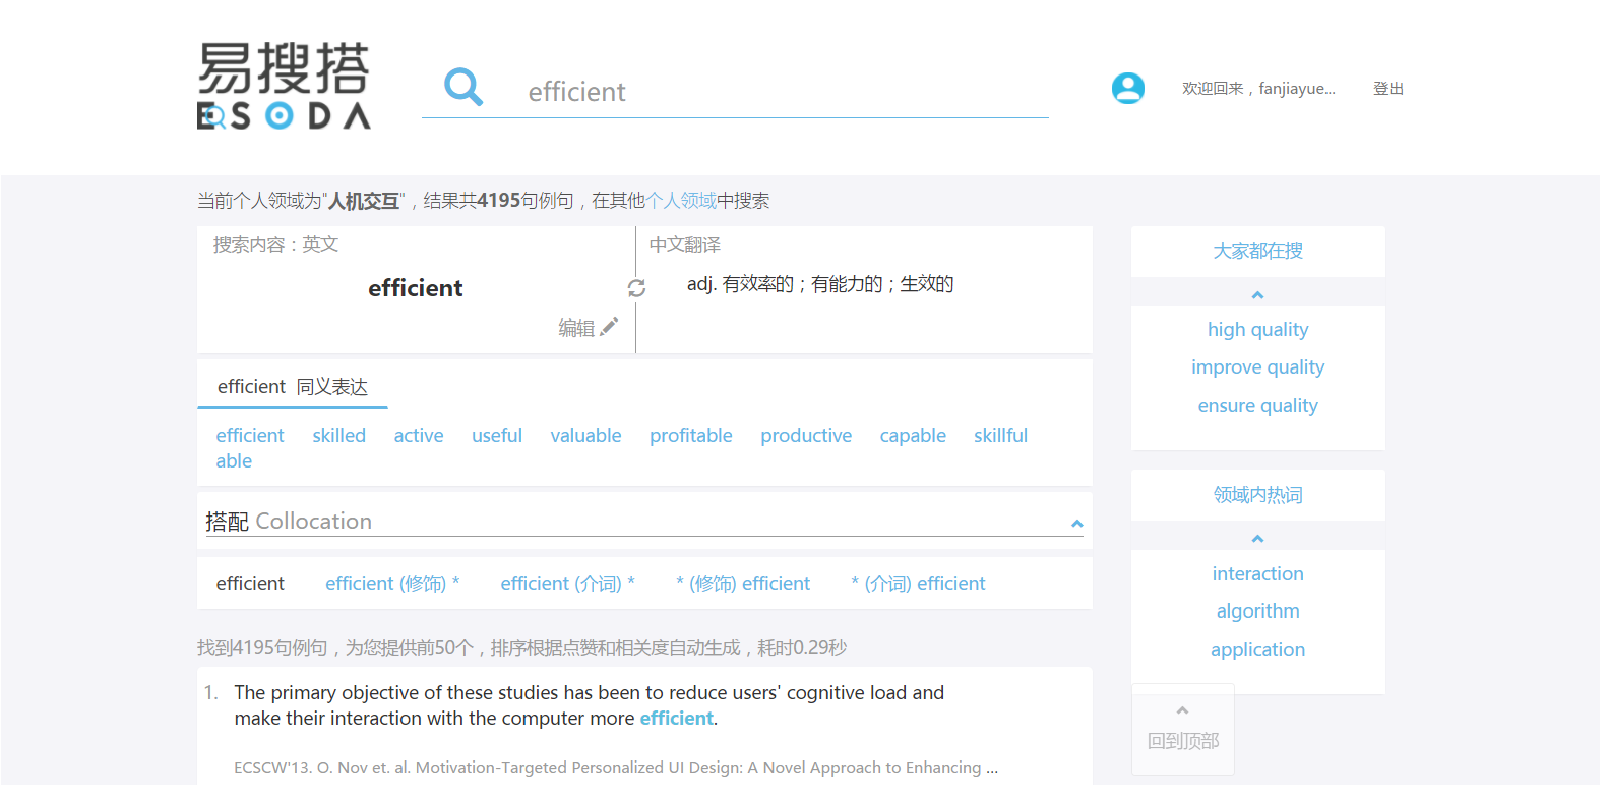 易搜搭
ESODA
efficient
欢迎回来，fanjiayue...
登出
当前个人领域为"人机交互"，结果共4195句例句，在其他个人领域中搜索
搜索内容：英文
efficient
编辑
中文翻译
adj. 有效率的；有能力的；生效的
efficient 同义表达
efficient skilled active useful valuable profitable productive capable skillful
able
搭配 Collocation
efficient efficient (修饰) * efficient (介词) * * (修饰) efficient * (介词) efficient
找到4195句例句，为您提供前50个，排序根据点赞和相关度自动生成，耗时0.29秒
1. The primary objective of these studies has been to reduce users' cognitive load and
make their interaction with the computer more efficient.
ECSCW'13. O. Nov et. al. Motivation-Targeted Personalized UI Design: A Novel Approach to Enhancing ...
大家都在搜
high quality
improve quality
ensure quality
领域内热词
interaction
algorithm
application
回到顶部